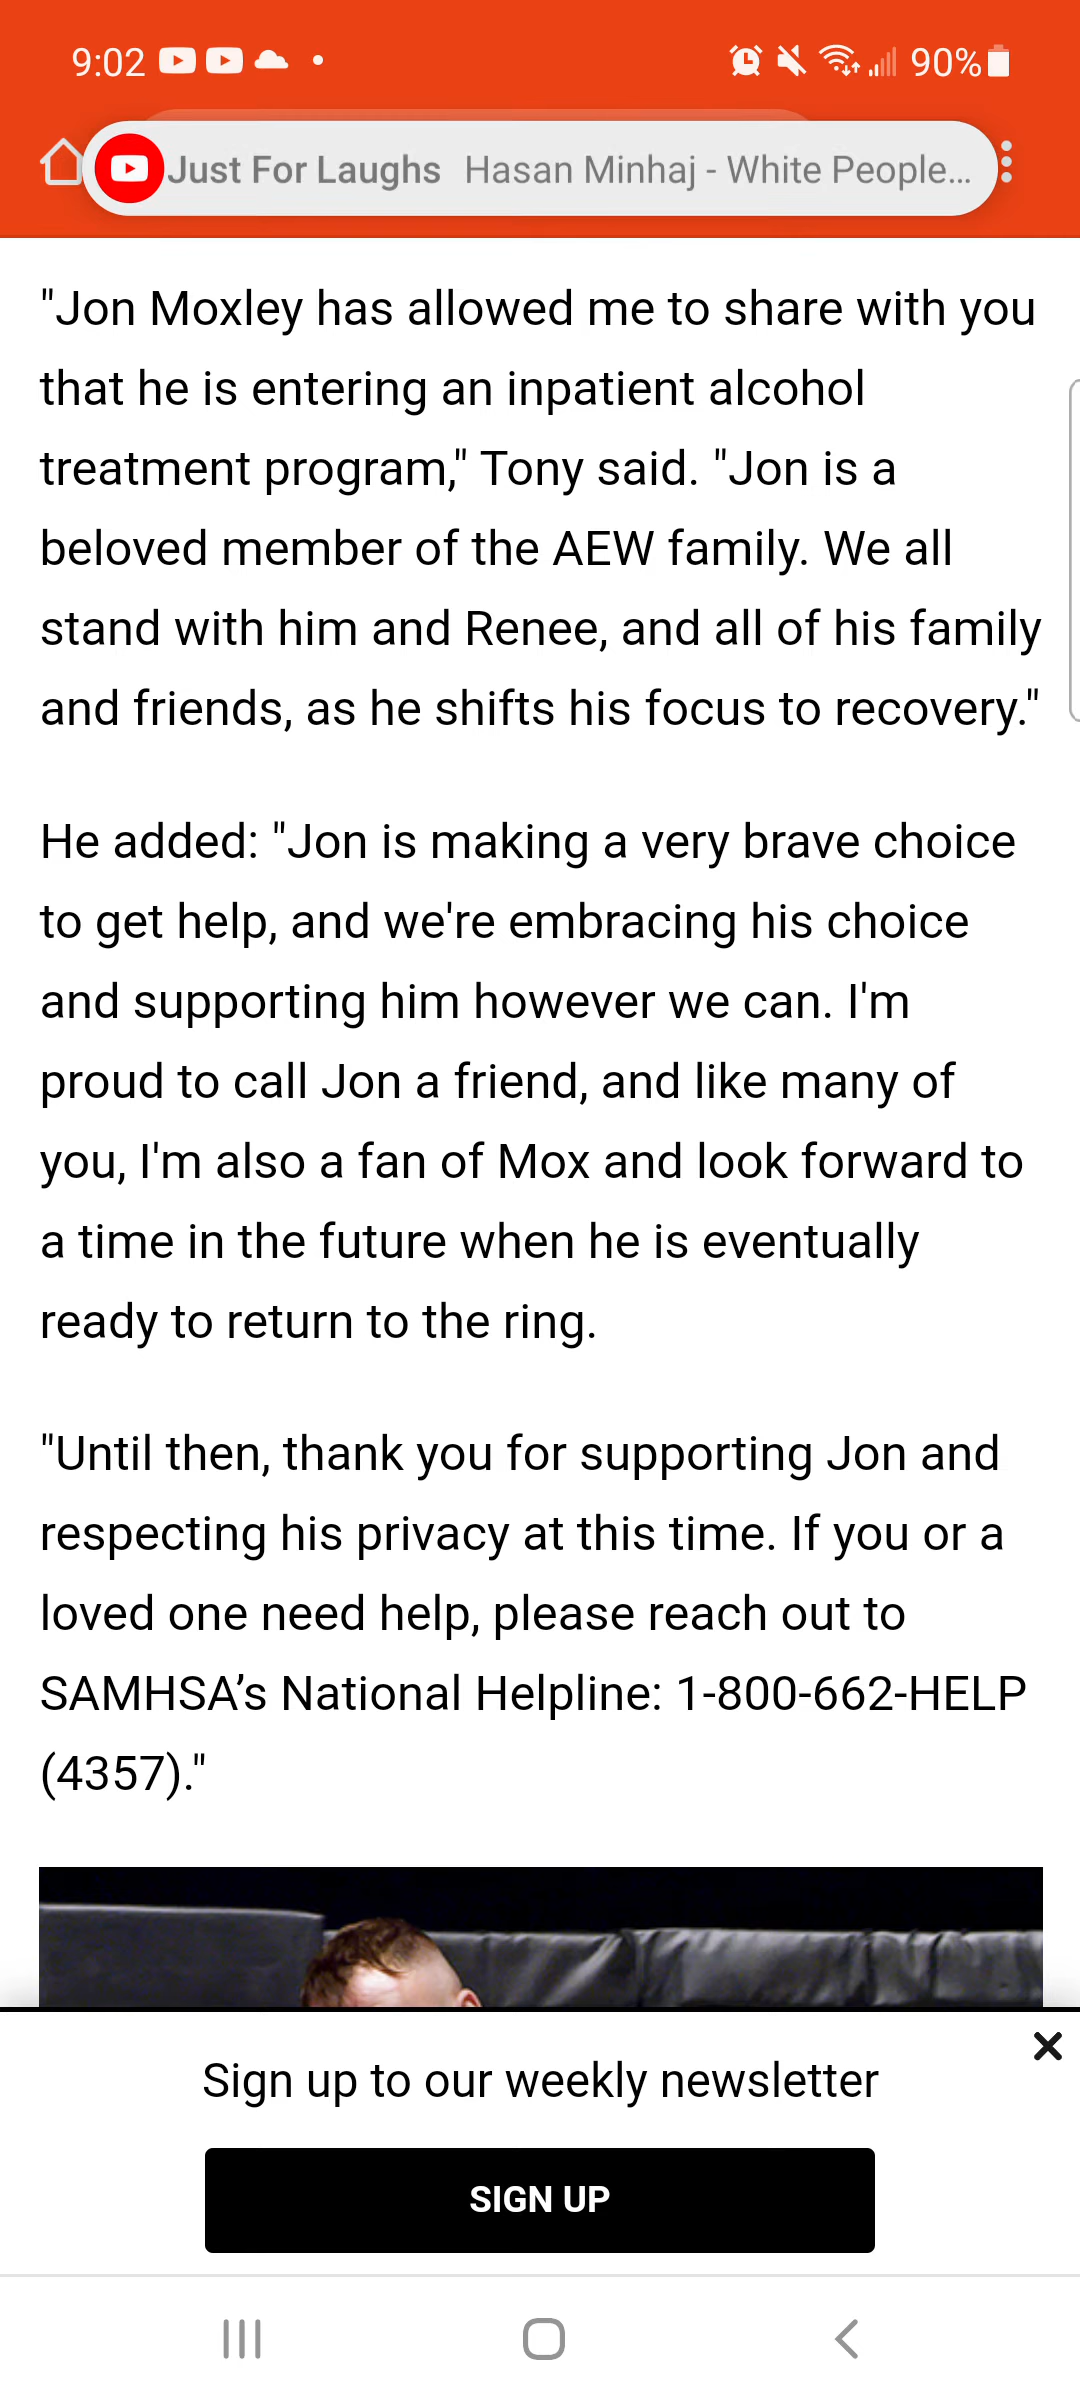 9:02
90%
Just For Laughs Hasan Minhaj - White People...
"Jon Moxley has allowed me to share with you
that he is entering an inpatient alcohol
treatment program," Tony said. "Jon is a
beloved member of the AEW family. We all
stand with him and Renee, and all of his family
and friends, as he shifts his focus to recovery."
He added: "Jon is making a very brave choice
to get help, and we're embracing his choice
and supporting him however we can. I'm
proud to call Jon a friend, and like many of
you, I'm also a fan of Mox and look forward to
a time in the future when he is eventually
ready to return to the ring.
"Until then, thank you for supporting Jon and
respecting his privacy at this time. If you or a
loved one need help, please reach out to
SAMHSA’s National Helpline: 1-800-662-HELP
(4357)."
Sign up to our weekly newsletter
SIGN UP